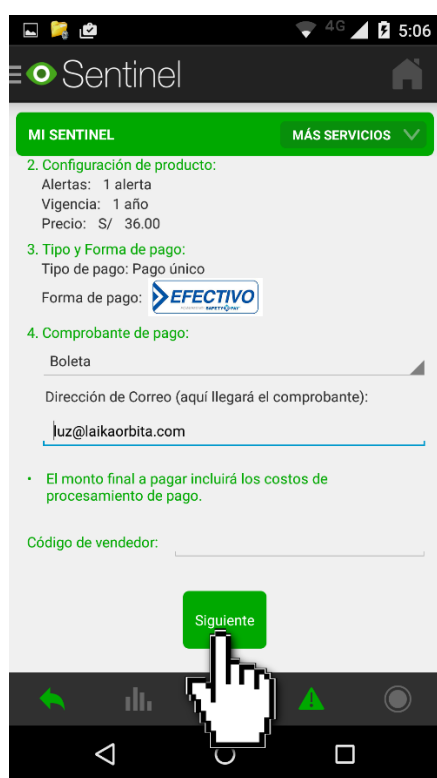 4G 5:06
Sentinel
MI SENTINEL MÁS SERVICIOS
2. Configuración de producto:
Alertas: 1 alerta
Vigencia: 1 año
Precio: S/ 36.00
3. Tipo y Forma de pago:
Tipo de pago: Pago único
Forma de pago: EFECTIVO
SAFETYPAY
4. Comprobante de pago:
Boleta
Dirección de Correo (aquí llegará el comprobante):
luz@laikaorbita.com
• El monto final a pagar incluirá los costos de
procesamiento de pago.
Código de vendedor:
Siguiente